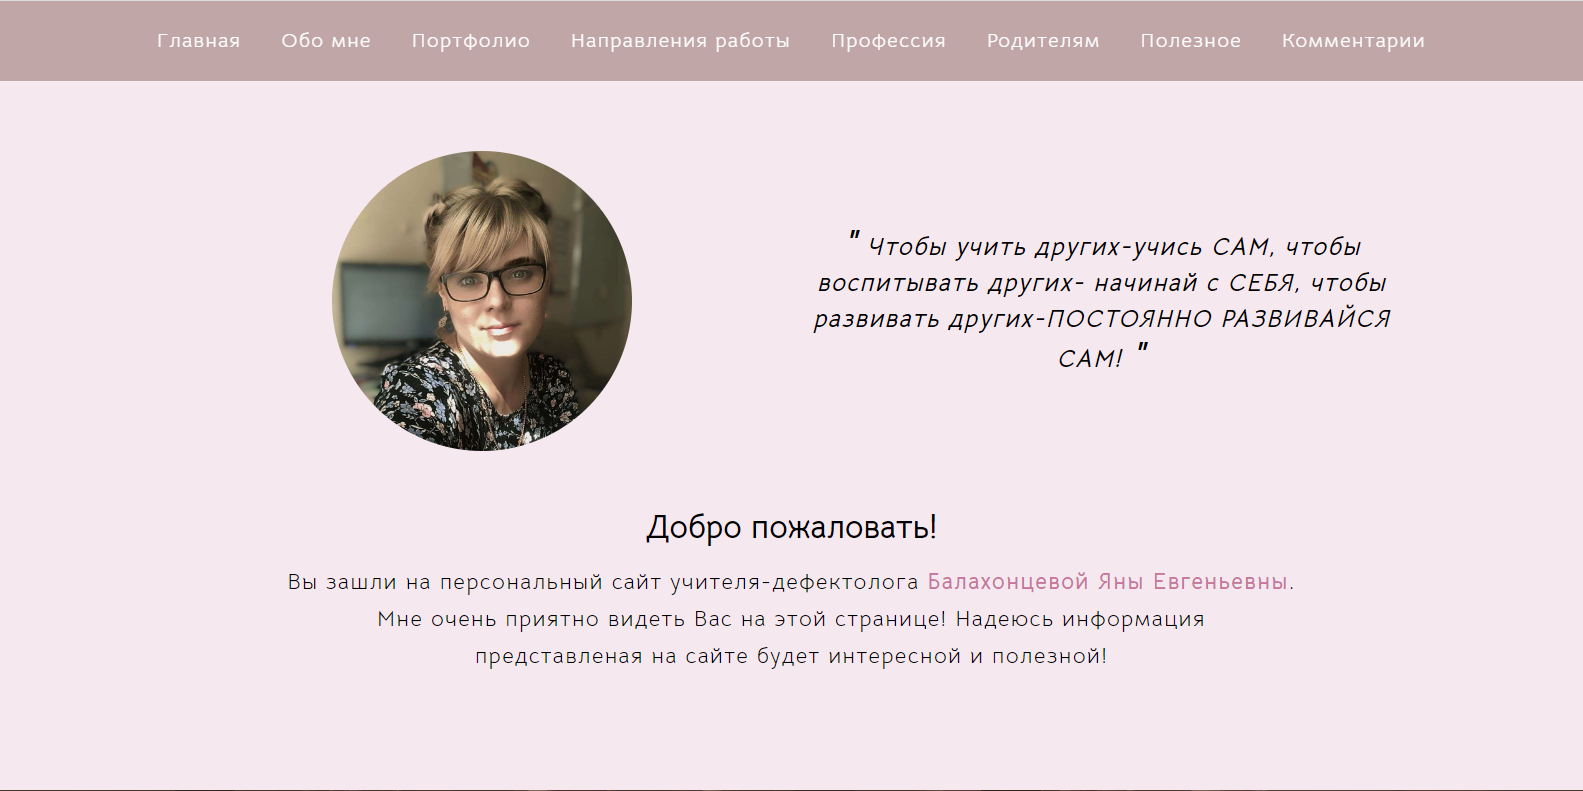 Главная Обо мне Портфолио Направления работы Профессия Родителям Полезное Комментарии
" Чтобы учить других-учись САМ, чтобы
воспитывать других- начинай с СЕБЯ, чтобы
развивать других-ПОСТОЯННО РАЗВИВАЙСЯ
САМ! "
Добро пожаловать!
Вы зашли на персональный сайт учителя-дефектолога Балахонцевой Яны Евгеньевны.
Мне очень приятно видеть Вас на этой странице! Надеюсь информация
представленая на сайте будет интересной и полезной!